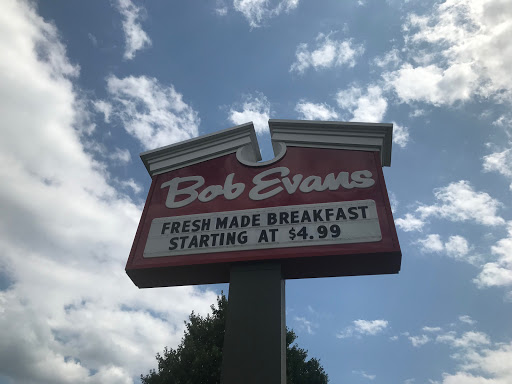 Bob Evans
FRESH MADE BREAKFAST
STARTING AT $4.99